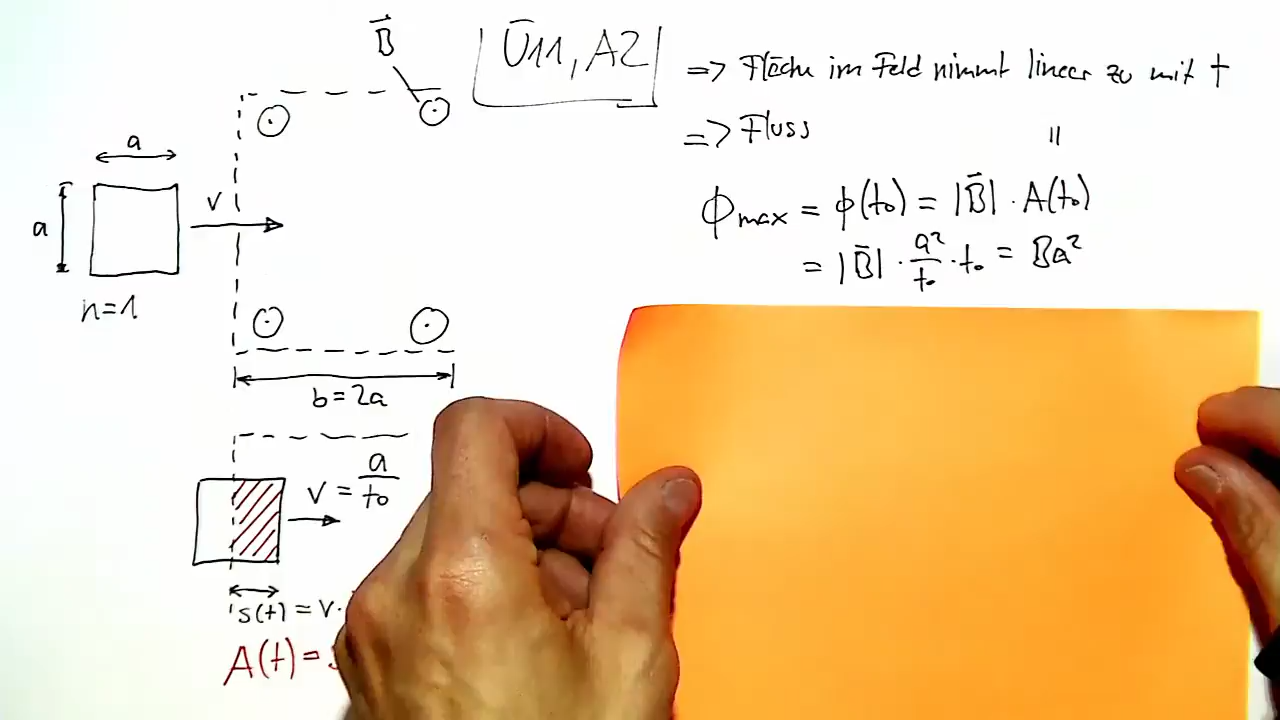 B⃗
Ü11, A2
a
a
v
n=1
b=2a
v = a/t₀
s(t) = v·
A(t) =
=> Fläche im Feld nimmt linear zu mit t
=> Fluss "
ϕmax = ϕ(t₀) = |B⃗| · A(t₀)
= |B⃗| · a²/t₀ · t₀ = Ba²